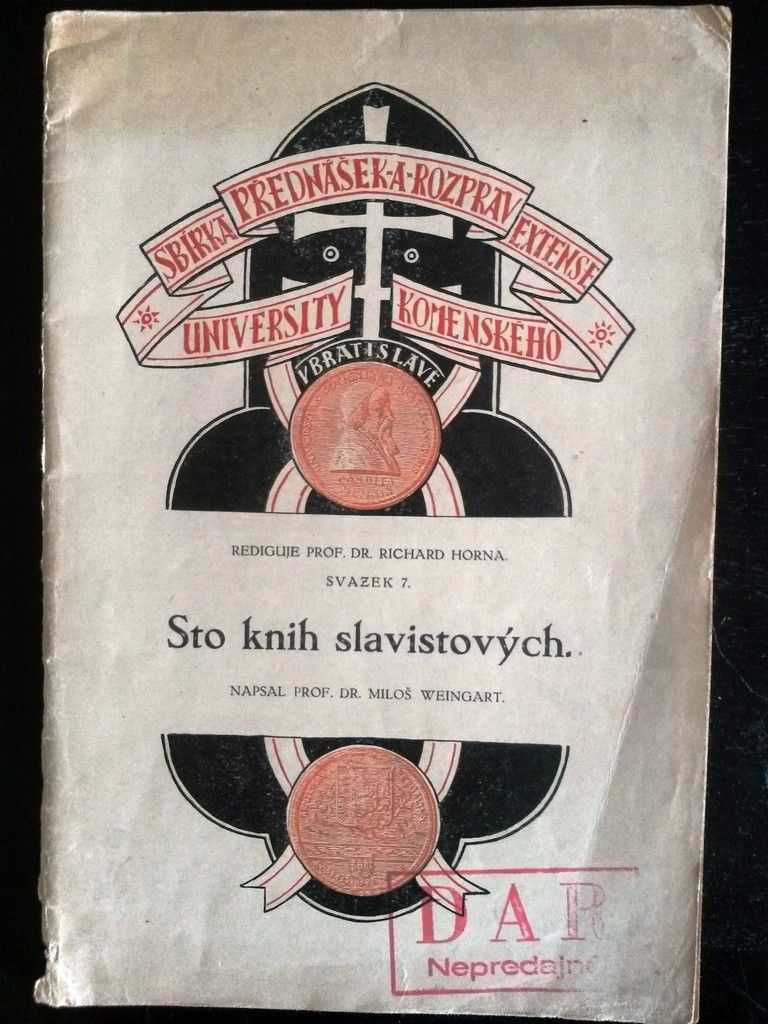 SBÍRKA PŘEDNÁŠEK-A-ROZPRAV EXTENSE
UNIVERSITY KOMENSKÉHO
V BRATISLAVĚ
REDIGUJE PROF. DR. RICHARD HORNA.
SVAZEK 7.
Sto knih slavistových.
NAPSAL PROF. DR. MILOŠ WEINGART.
DAR
Nepredajné